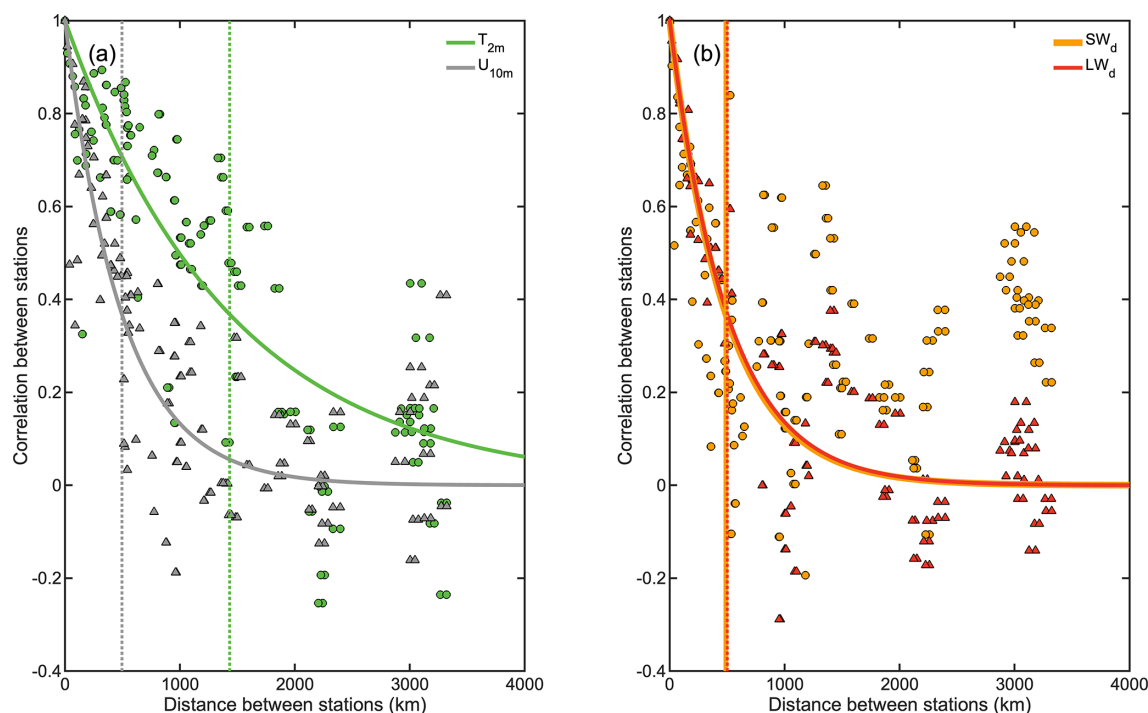 (a)
T2m
U10m
1
0.8
0.6
0.4
0.2
0
-0.2
-0.4
Correlation between stations
0 1000 2000 3000 4000
Distance between stations (km)
(b)
SWd
LWd
1
0.8
0.6
0.4
0.2
0
-0.2
-0.4
Correlation between stations
0 1000 2000 3000 4000
Distance between stations (km)